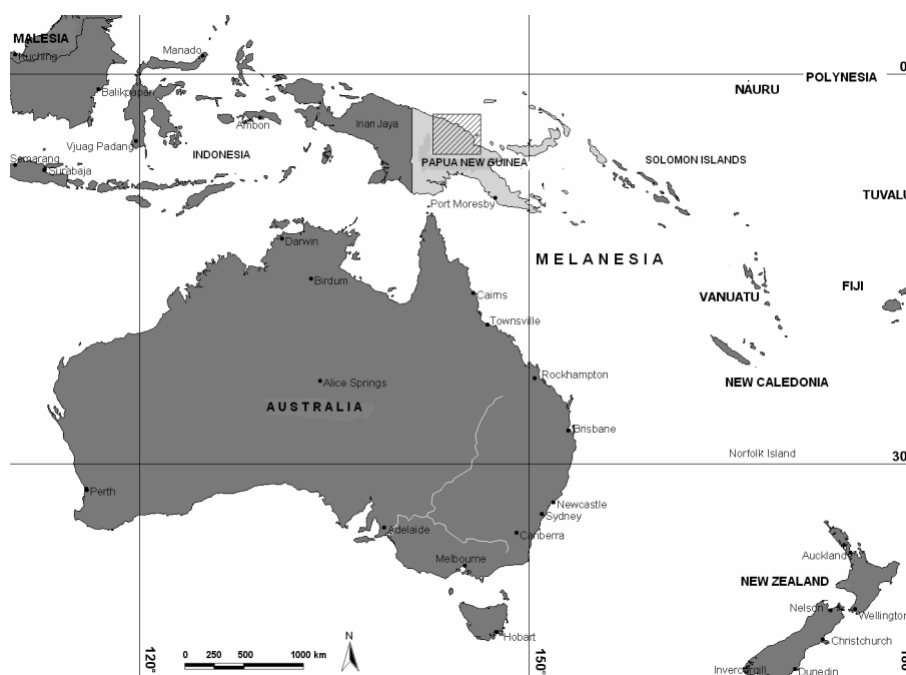 MALESIA
Kuching
Manado
0
POLYNESIA
NAURU
Balikpapan
Ambon
Irian Jaya
Vjuag Padang
INDONESIA
PAPUA NEW GUINEA
SOLOMON ISLANDS
Semarang
Surabaja
Port Moresby
TUVALU
Darwin
MELANESIA
Birdum
Cairns
VANUATU
FIJI
Townsville
Rockhampton
Alice Springs
NEW CALEDONIA
AUSTRALIA
Brisbane
Norfolk Island
30
Perth
Newcastle
Sydney
Adelaide
Canberra
Auckland
Melbourne
NEW ZEALAND
Nelson
Wellington
Hobart
Christchurch
N
0 250 500 1000 km
120°
150°
Invercargill
Dunedin